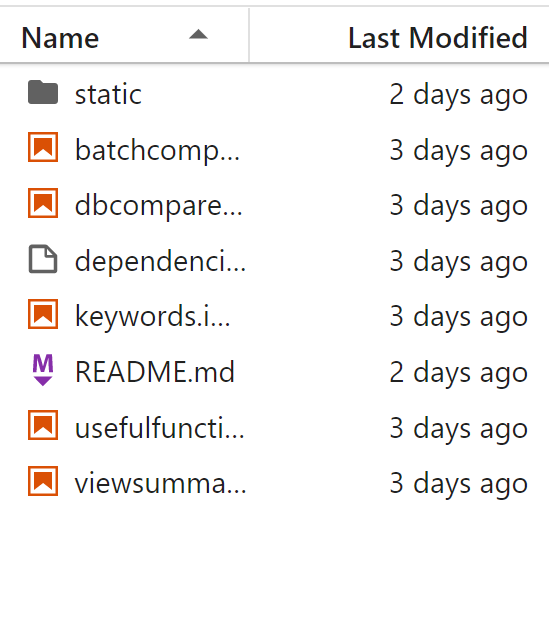 Name Last Modified
static 2 days ago
batchcomp... 3 days ago
dbcompare... 3 days ago
dependenci... 3 days ago
keywords.i... 3 days ago
README.md 2 days ago
usefulfuncti... 3 days ago
viewsumma... 3 days ago